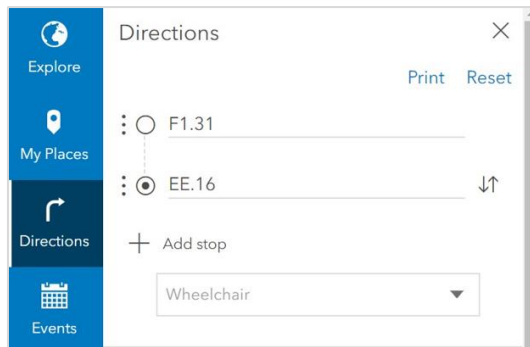 Explore
My Places
Directions
Events
Directions
Print Reset
F1.31
EE.16
Add stop
Wheelchair